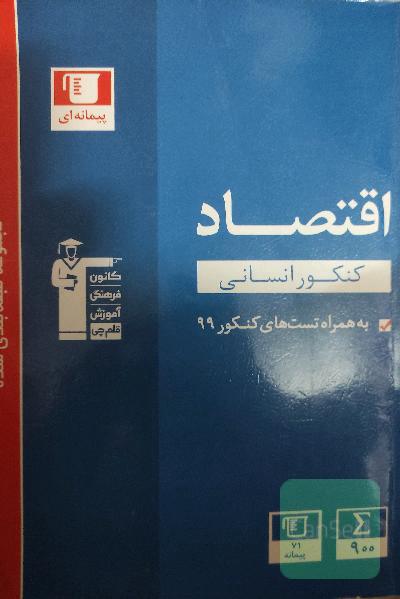 پیمانه‌ای
اقتصاد
کنکور انسانی
به همراه تست‌های کنکور ۹۹
کانون
فرهنگی
آموزش
قلم‌چی
۹۰۰
۷۱
پیمانه